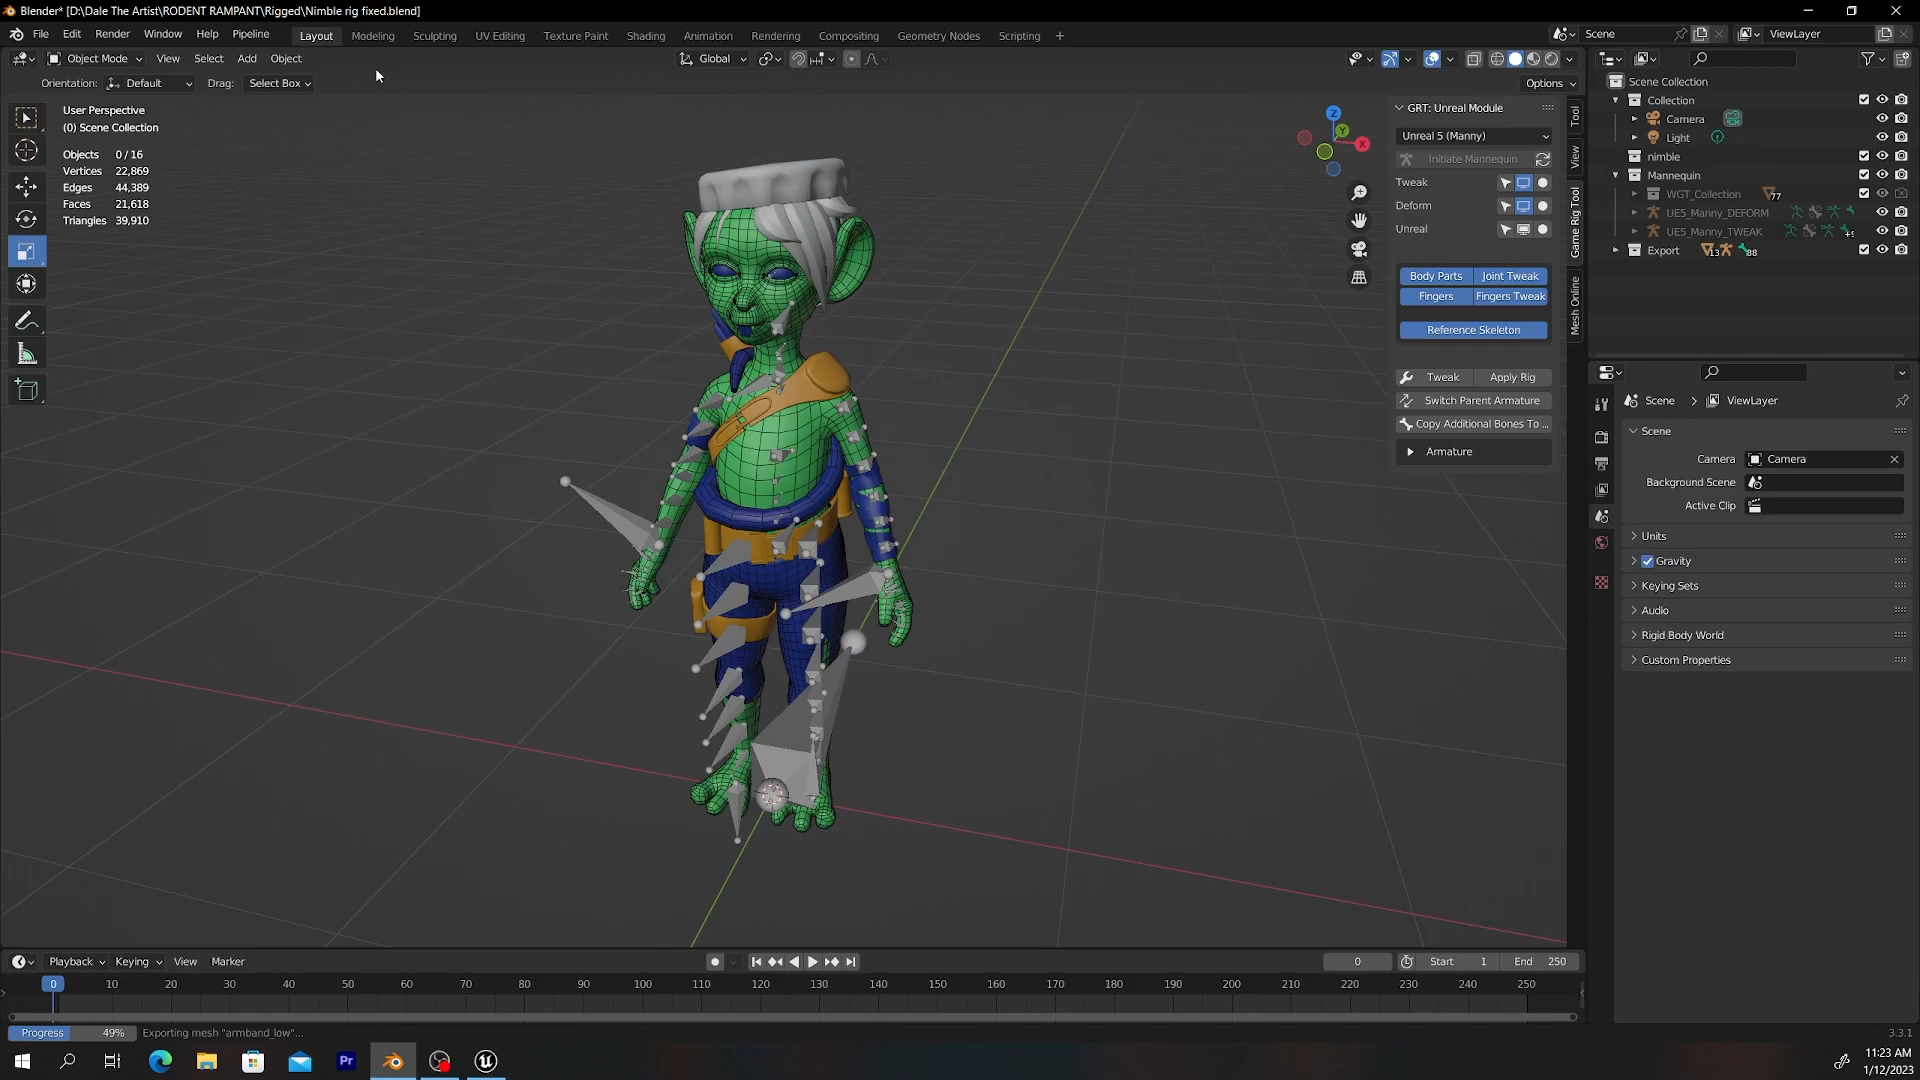 Blender* [D:\Dale The Artist\RODENT RAMPANT\Rigged\Nimble rig fixed.blend]
File Edit Render Window Help Pipeline Layout Modeling Sculpting UV Editing Texture Paint Shading Animation Rendering Compositing Geometry Nodes Scripting + Scene ViewLayer
Object Mode View Select Add Object Global
Orientation: Default Drag: Select Box Options
User Perspective
(0) Scene Collection
Objects 0 / 16
Vertices 22,869
Edges 44,389
Faces 21,618
Triangles 39,910
Z
Y
X
GRT: Unreal Module
Unreal 5 (Manny)
Initiate Mannequin
Tweak
Deform
Unreal
Body Parts Joint Tweak
Fingers Fingers Tweak
Reference Skeleton
Tweak Apply Rig
Switch Parent Armature
Copy Additional Bones To ...
Armature
Tool
View
Game Rig Tool
Mesh Online
Scene Collection
Collection
Camera
Light
nimble
Mannequin
WGT_Collection 77
UE5_Manny_DEFORM
UE5_Manny_TWEAK
Export 13 88
Scene ViewLayer
Scene
Camera Camera
Background Scene
Active Clip
Units
Gravity
Keying Sets
Audio
Rigid Body World
Custom Properties
Playback Keying View Marker 0 Start 1 End 250
0 10 20 30 40 50 60 70 80 90 100 110 120 130 140 150 160 170 180 190 200 210 220 230 240 250
Progress 49% Exporting mesh "armband_low"... 3.3.1
Pr
11:23 AM
1/12/2023